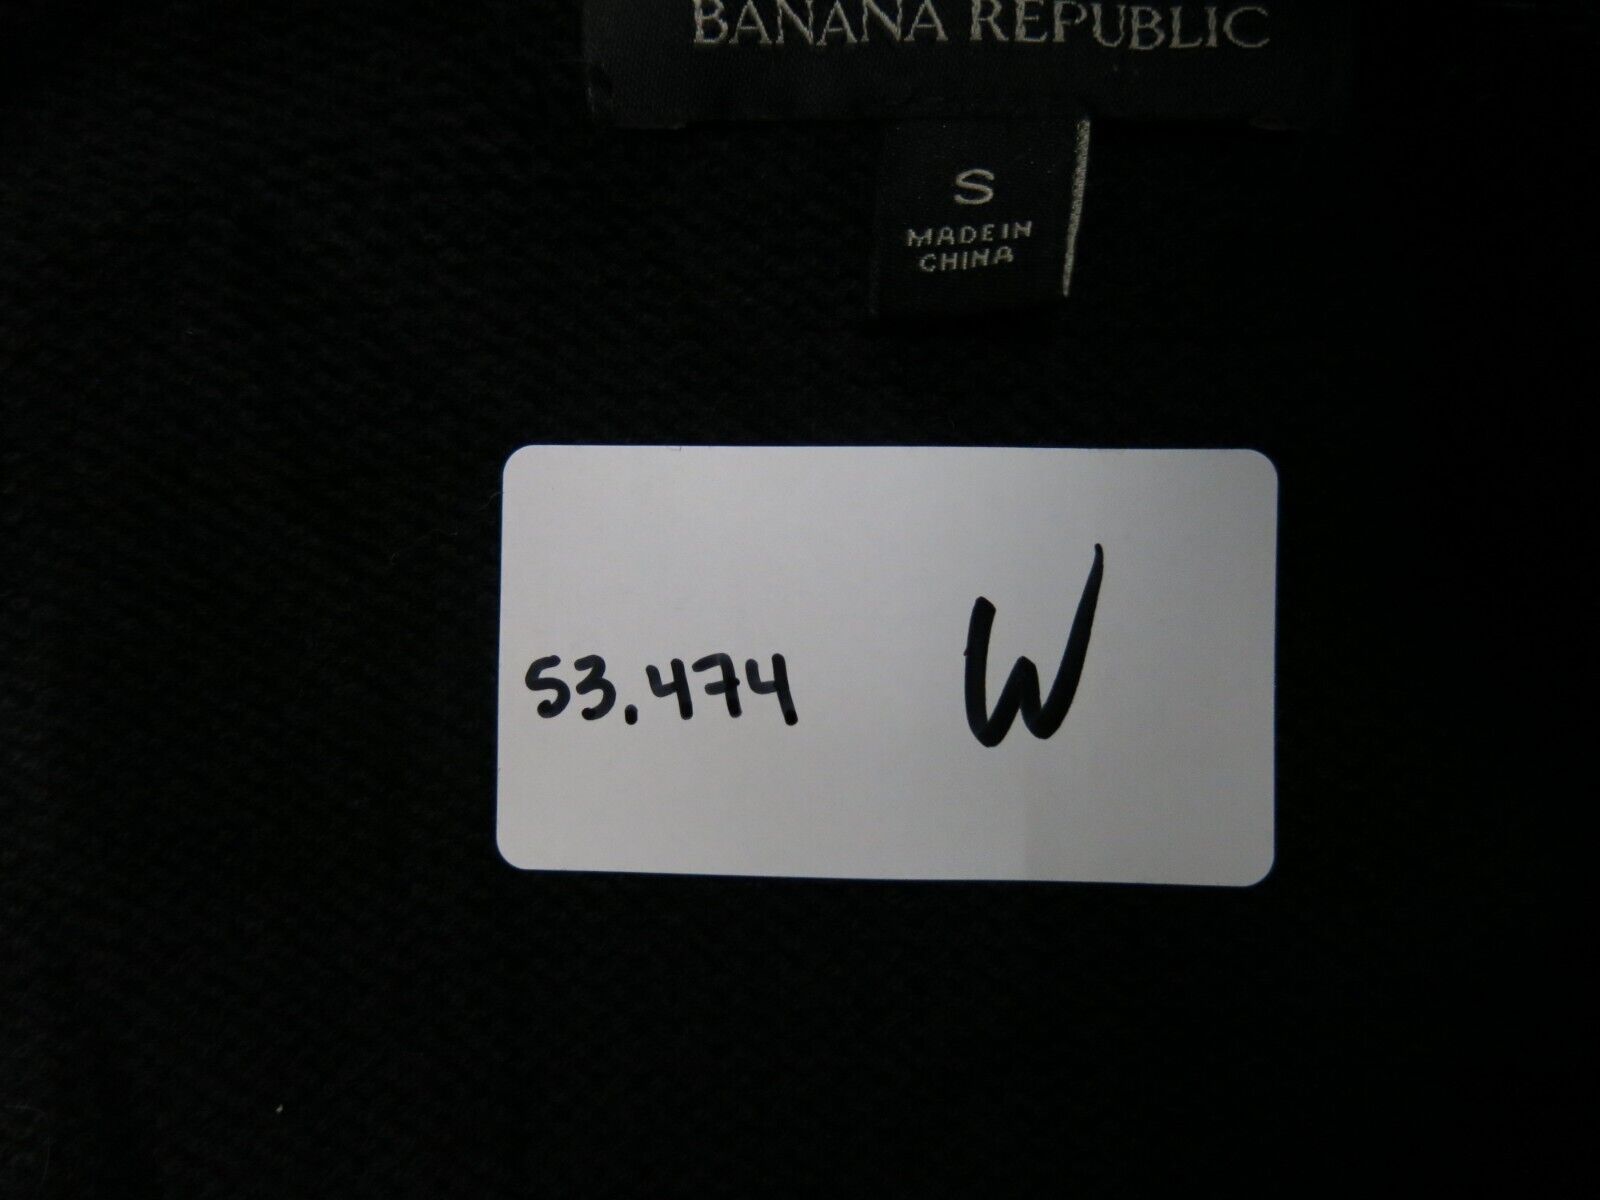 BANANA REPUBLIC
S
MADE IN
CHINA
53.474 W